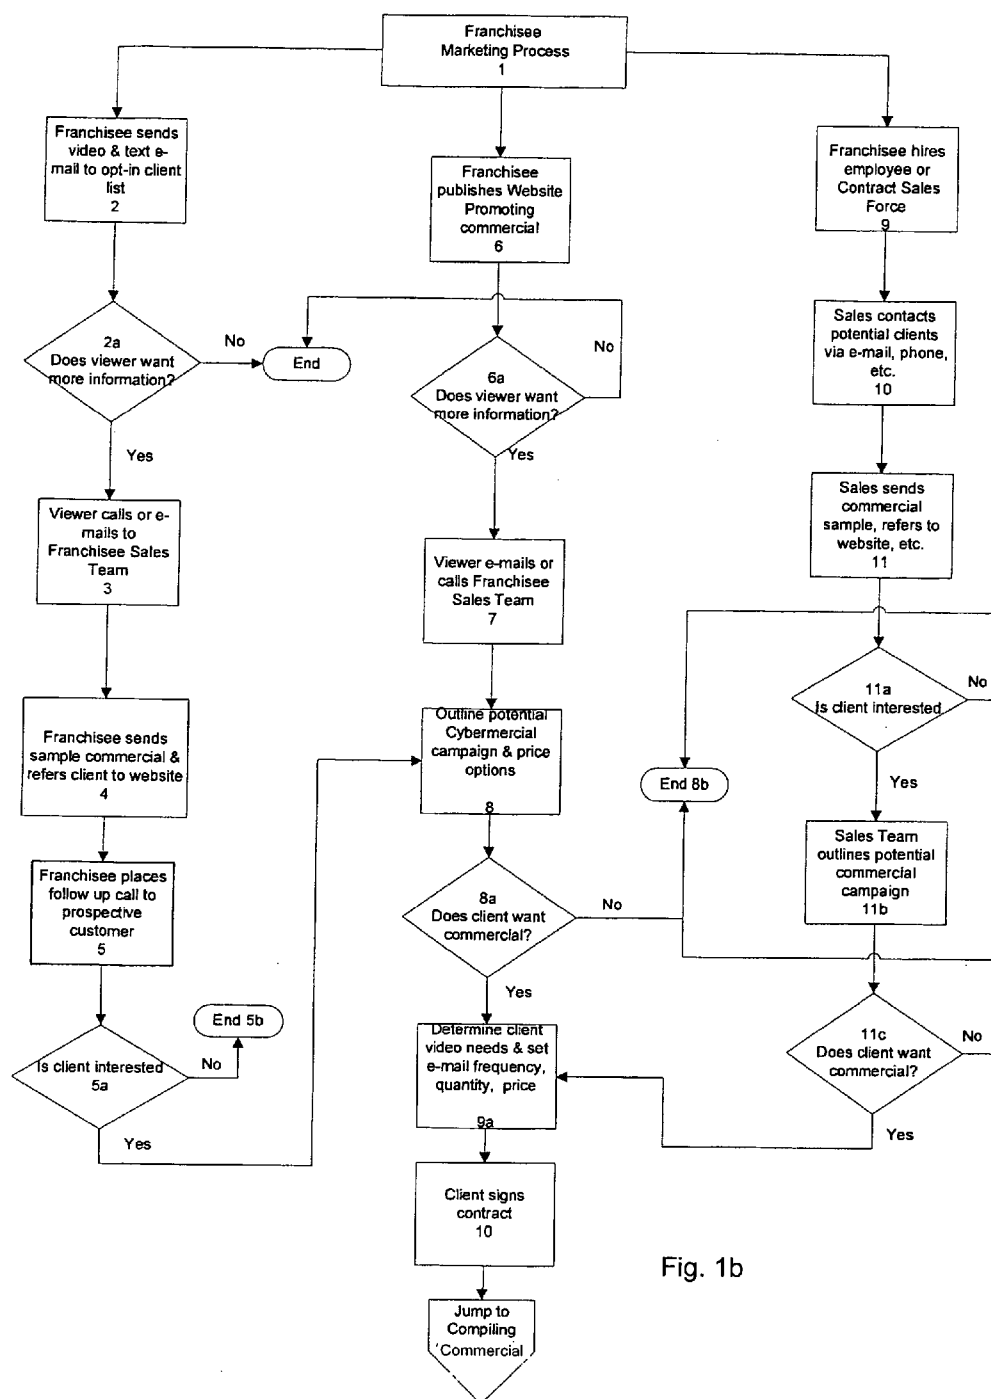 Franchisee
Marketing Process
1
Franchisee sends
video & text e-
mail to opt-in client
list
2
2a
Does viewer want
more information?
No
End
Yes
Viewer calls or e-
mails to
Franchisee Sales
Team
3
Franchisee sends
sample commercial &
refers client to website
4
Franchisee places
follow up call to
prospective
customer
5
Is client interested
5a
No
End 5b
Yes
Franchisee
publishes Website
Promoting
commercial
6
6a
Does viewer want
more information?
No
Yes
Viewer e-mails or
calls Franchisee
Sales Team
7
Outline potential
Cybermercial
campaign & price
options
8
8a
Does client want
commercial?
No
Yes
Determine client
video needs & set
e-mail frequency,
quantity, price
9a
Client signs
contract
10
Jump to
Compiling
Commercial
Franchisee hires
employee or
Contract Sales
Force
9
Sales contacts
potential clients
via e-mail, phone,
etc.
10
Sales sends
commercial
sample, refers to
website, etc.
11
11a
Is client interested
No
End 8b
Yes
Sales Team
outlines potential
commercial
campaign
11b
11c
Does client want
commercial?
No
Yes
Fig. 1b